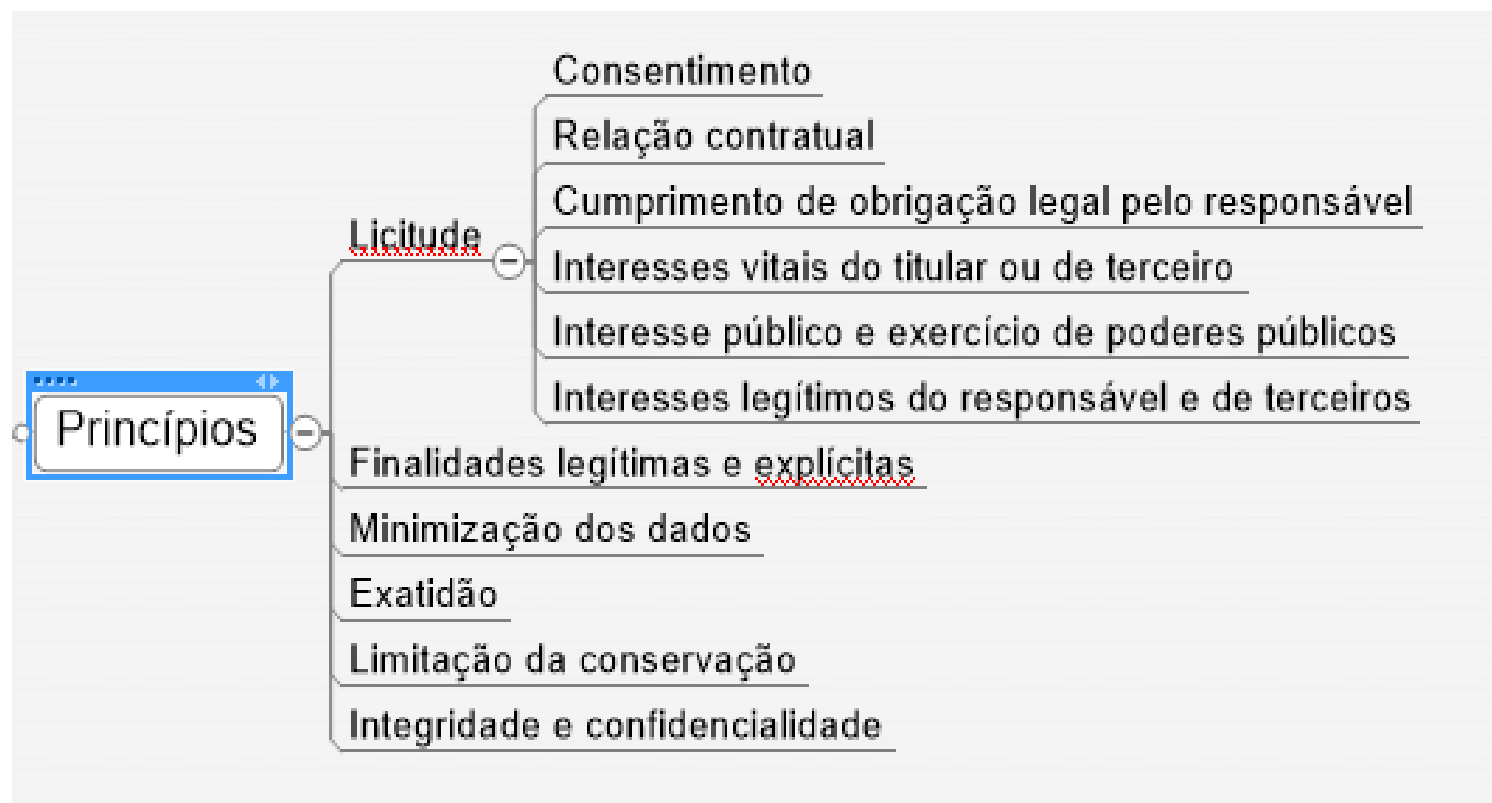 Consentimento
Relação contratual
Cumprimento de obrigação legal pelo responsável
Licitude
Interesses vitais do titular ou de terceiro
Interesse público e exercício de poderes públicos
Interesses legítimos do responsável e de terceiros
Princípios
Finalidades legítimas e explícitas
Minimização dos dados
Exatidão
Limitação da conservação
Integridade e confidencialidade